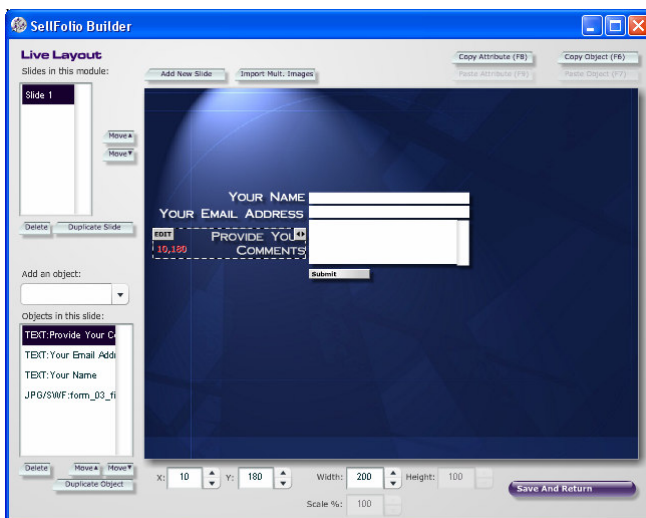 SellFolio Builder
Live Layout
Slides in this module:
Slide 1
Move
Move
Delete
Duplicate Slide
Add an object:
Objects in this slide:
TEXT:Provide Your C
TEXT:Your Email Addr
TEXT:Your Name
JPG/SWF:form_03_fi
Delete
Move
Move
Duplicate Object
Add New Slide
Import Mult. Images
Copy Attribute (F8)
Copy Object (F6)
Paste Attribute (F9)
Paste Object (F7)
Your Name
Your Email Address
EDIT
Provide You
10,180
Comments
Submit
X: 10 Y: 180 Width: 200 Height: 100
Scale %: 100
Save And Return